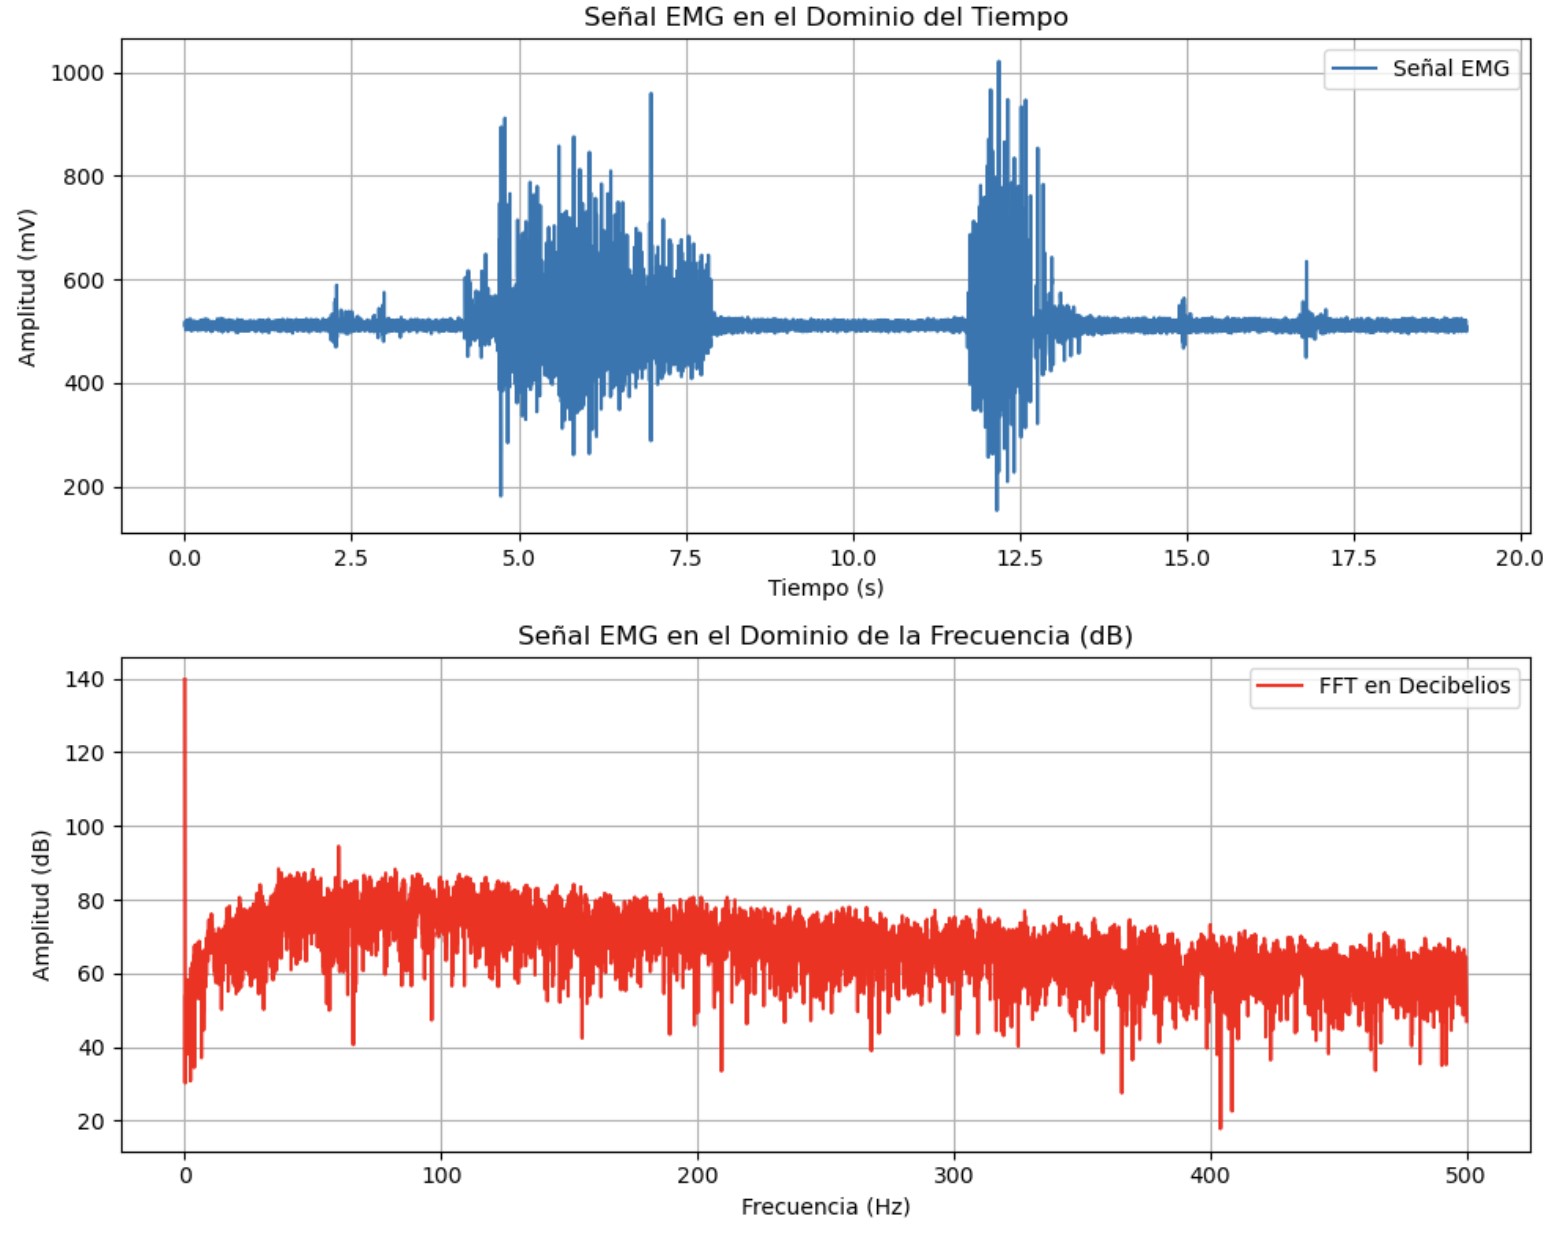 Señal EMG en el Dominio del Tiempo
Señal EMG
Amplitud (mV)
1000
800
600
400
200
0.0 2.5 5.0 7.5 10.0 12.5 15.0 17.5 20.0
Tiempo (s)
Señal EMG en el Dominio de la Frecuencia (dB)
FFT en Decibelios
Amplitud (dB)
140
120
100
80
60
40
20
0 100 200 300 400 500
Frecuencia (Hz)